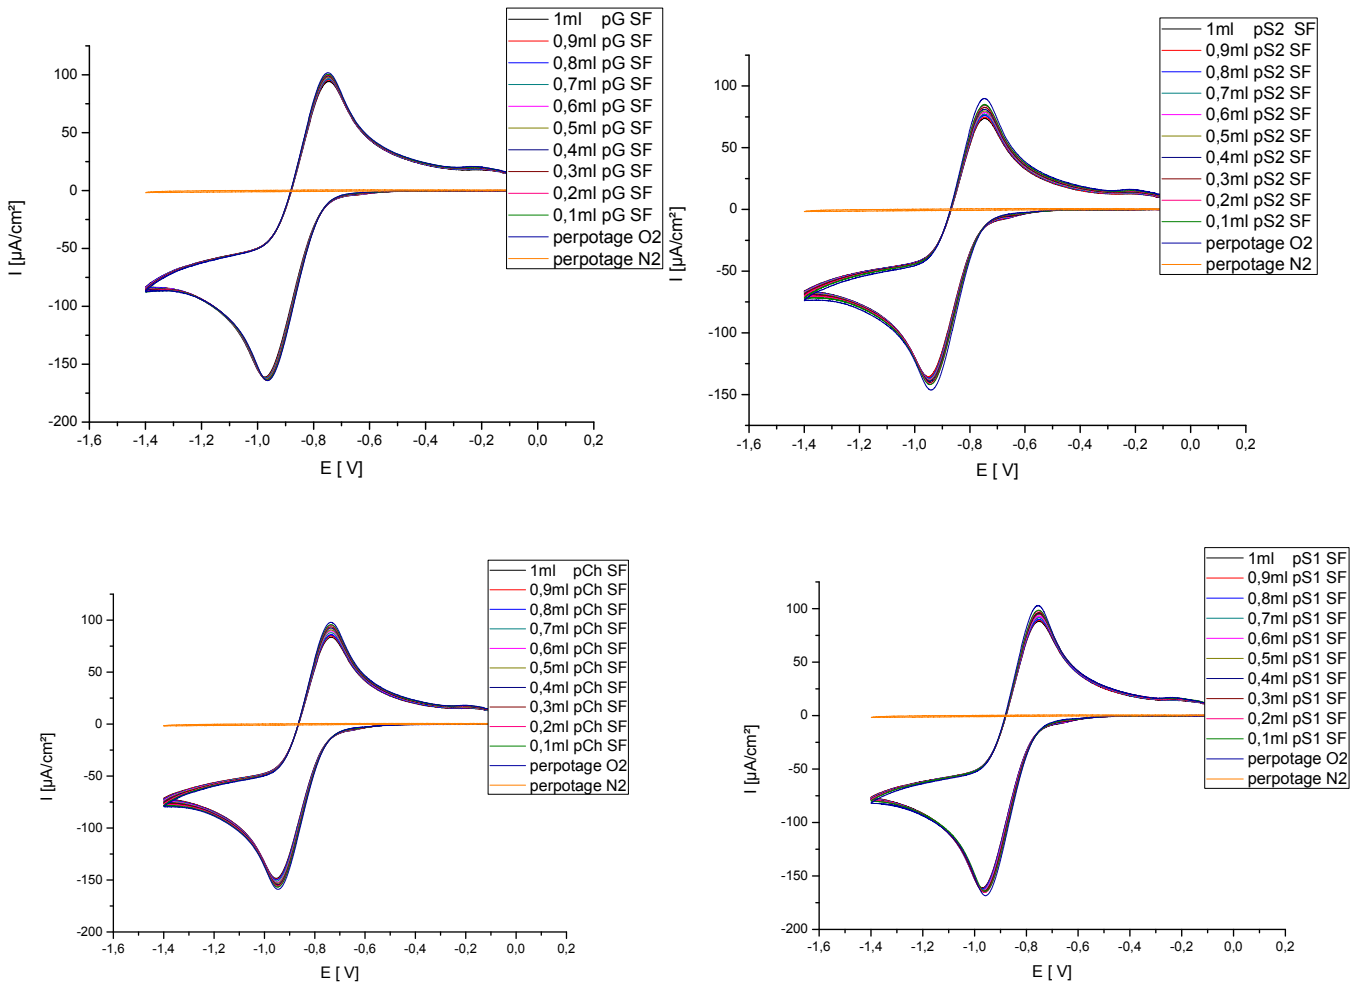 1ml pG SF
0,9ml pG SF
0,8ml pG SF
0,7ml pG SF
0,6ml pG SF
0,5ml pG SF
0,4ml pG SF
0,3ml pG SF
0,2ml pG SF
0,1ml pG SF
perpotage O2
perpotage N2
100
50
0
-50
-100
-150
-200
I [µA/cm²]
-1,6 -1,4 -1,2 -1,0 -0,8 -0,6 -0,4 -0,2 0,0 0,2
E [ V]
1ml pS2 SF
0,9ml pS2 SF
0,8ml pS2 SF
0,7ml pS2 SF
0,6ml pS2 SF
0,5ml pS2 SF
0,4ml pS2 SF
0,3ml pS2 SF
0,2ml pS2 SF
0,1ml pS2 SF
perpotage O2
perpotage N2
100
50
0
-50
-100
-150
I [µA/cm²]
-1,6 -1,4 -1,2 -1,0 -0,8 -0,6 -0,4 -0,2 0,0 0,2
E [ V]
1ml pCh SF
0,9ml pCh SF
0,8ml pCh SF
0,7ml pCh SF
0,6ml pCh SF
0,5ml pCh SF
0,4ml pCh SF
0,3ml pCh SF
0,2ml pCh SF
0,1ml pCh SF
perpotage O2
perpotage N2
100
50
0
-50
-100
-150
-200
I [µA/cm²]
-1,6 -1,4 -1,2 -1,0 -0,8 -0,6 -0,4 -0,2 0,0 0,2
E [ V]
1ml pS1 SF
0,9ml pS1 SF
0,8ml pS1 SF
0,7ml pS1 SF
0,6ml pS1 SF
0,5ml pS1 SF
0,4ml pS1 SF
0,3ml pS1 SF
0,2ml pS1 SF
0,1ml pS1 SF
perpotage O2
perpotage N2
100
50
0
-50
-100
-150
-200
I [µA/cm²]
-1,6 -1,4 -1,2 -1,0 -0,8 -0,6 -0,4 -0,2 0,0 0,2
E [ V]